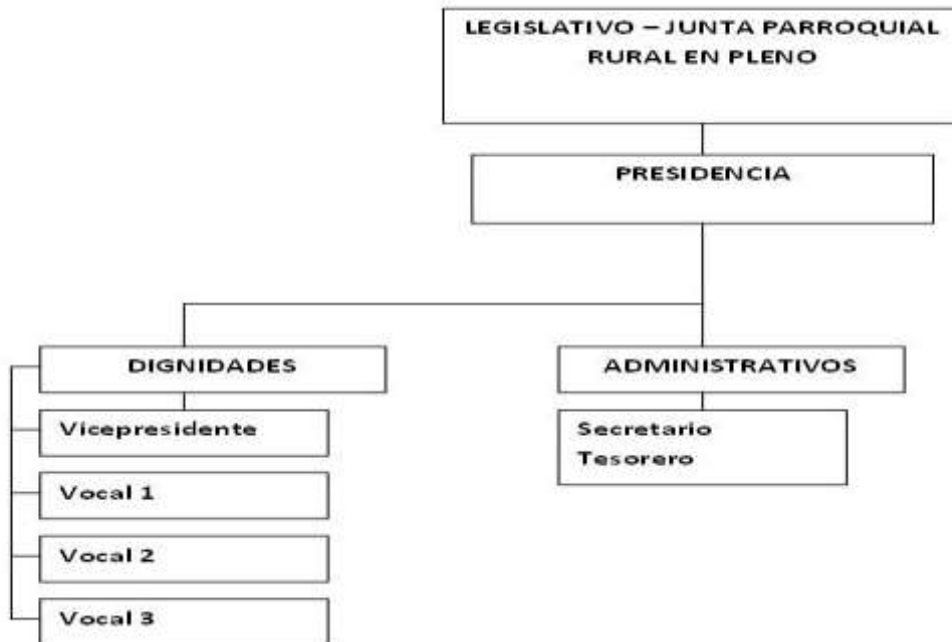 LEGISLATIVO – JUNTA PARROQUIAL
RURAL EN PLENO
PRESIDENCIA
DIGNIDADES
ADMINISTRATIVOS
Vicepresidente
Secretario
Tesorero
Vocal 1
Vocal 2
Vocal 3